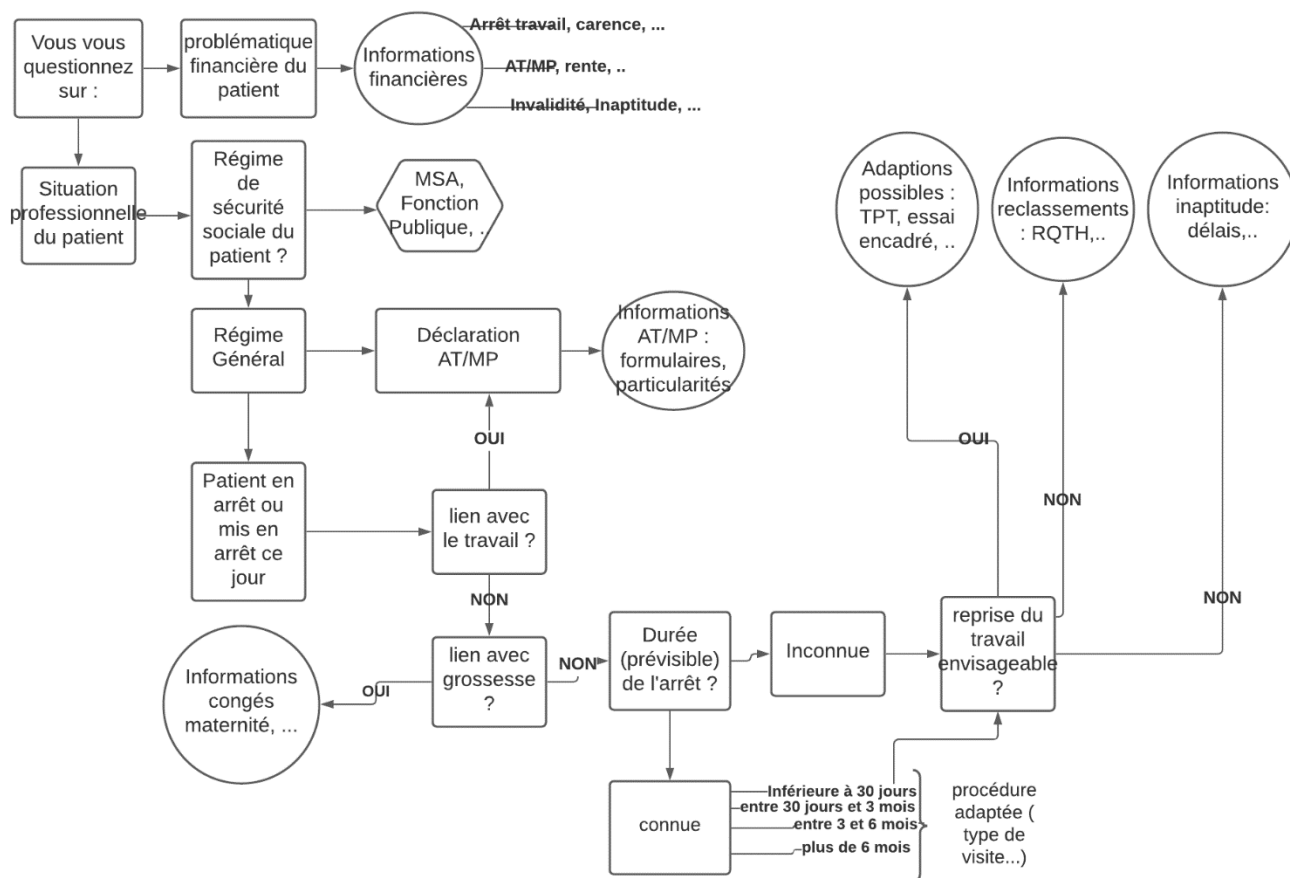 Vous vous
questionnez
sur :
problématique
financière du
patient
Informations
financières
Arrêt travail, carence, ...
AT/MP, rente, ..
Invalidité, Inaptitude, ...
Situation
professionnelle
du patient
Régime
de
sécurité
sociale du
patient ?
MSA,
Fonction
Publique, ..
Adaptions
possibles :
TPT, essai
encadré, ..
Informations
reclassements
: RQTH,..
Informations
inaptitude:
délais,..
Régime
Général
Déclaration
AT/MP
Informations
AT/MP :
formulaires,
particularités
OUI
OUI
NON
NON
Patient en
arrêt ou
mis en
arrêt ce
jour
lien avec
le travail ?
NON
lien avec
grossesse
?
OUI
Informations
congés
maternité, ...
NON
Durée
(prévisible)
de l'arrêt ?
Inconnue
reprise du
travail
envisageable
?
connue
Inférieure à 30 jours
entre 30 jours et 3 mois
entre 3 et 6 mois
plus de 6 mois
procédure
adaptée (
type de
visite...)